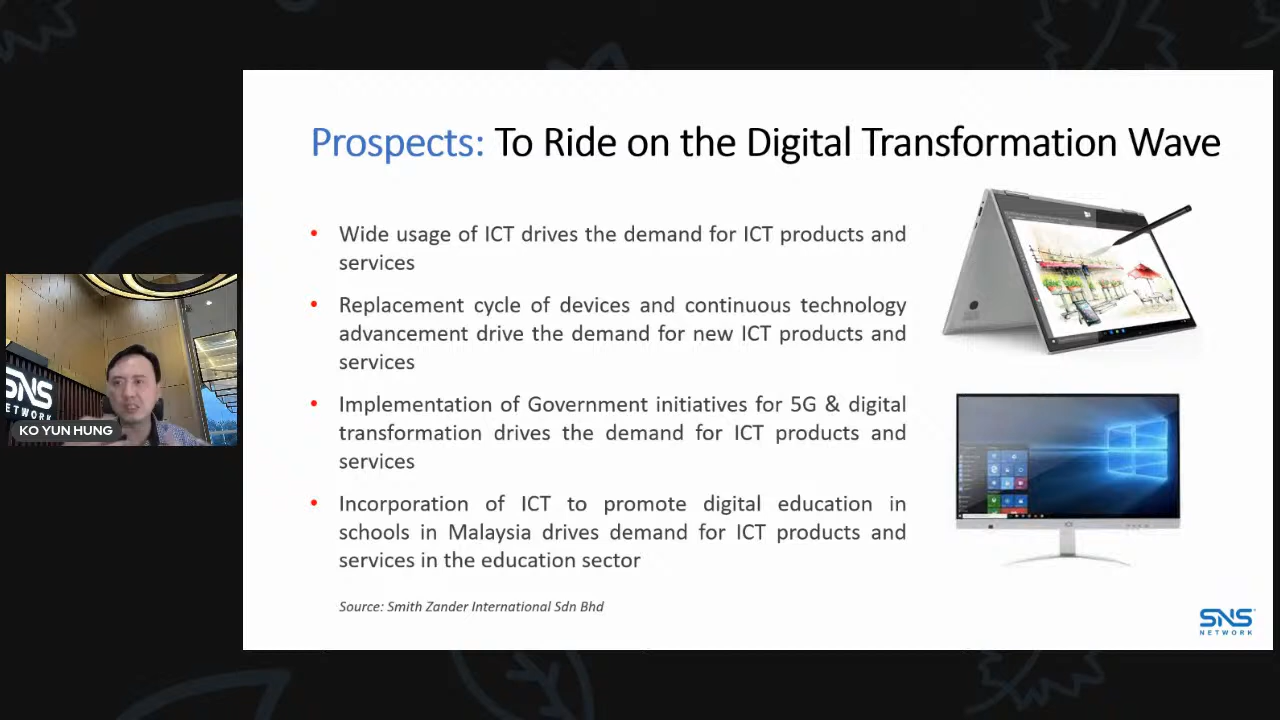 Prospects: To Ride on the Digital Transformation Wave
• Wide usage of ICT drives the demand for ICT products and
services
• Replacement cycle of devices and continuous technology
advancement drive the demand for new ICT products and
services
• Implementation of Government initiatives for 5G & digital
transformation drives the demand for ICT products and
services
• Incorporation of ICT to promote digital education in
schools in Malaysia drives demand for ICT products and
services in the education sector
Source: Smith Zander International Sdn Bhd
SNS
NETWORK
SNS
NETWORK
KO YUN HUNG